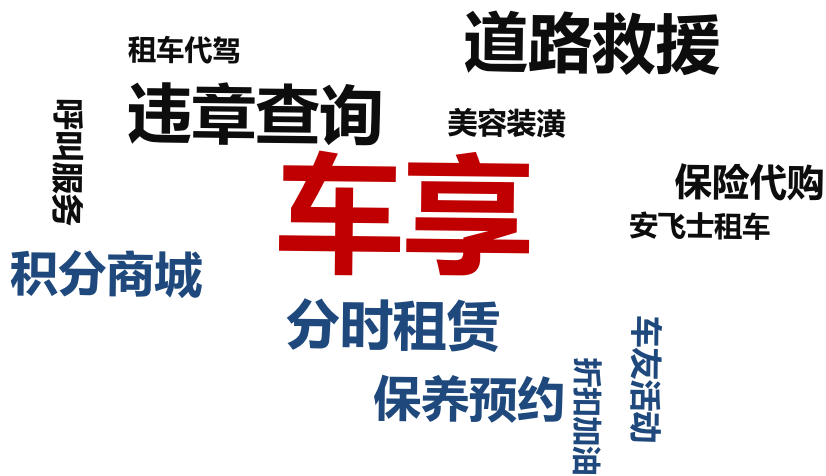 道路救援
租车代驾
违章查询
呼叫服务
美容装潢
车享
保险代购
安飞士租车
积分商城
分时租赁
车友活动
折扣加油
保养预约